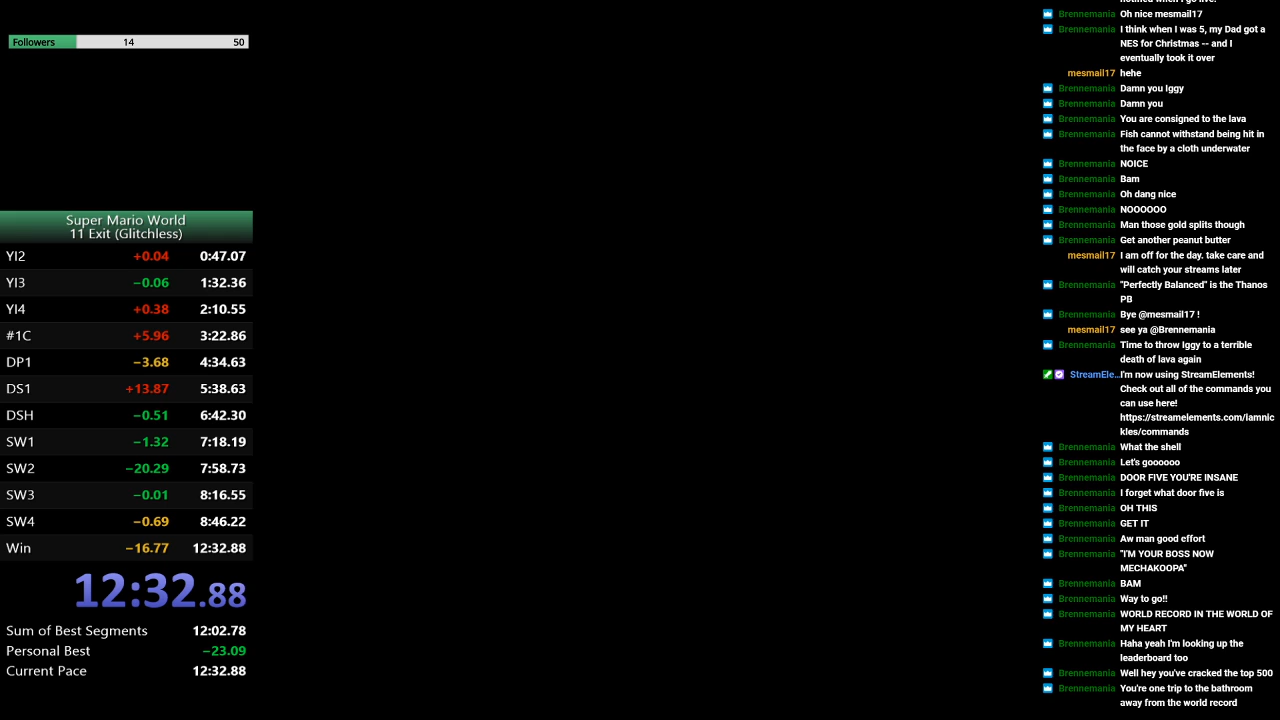 Followers 14 50
Super Mario World
11 Exit (Glitchless)
YI2 +0.04 0:47.07
YI3 −0.06 1:32.36
YI4 +0.38 2:10.55
#1C +5.96 3:22.86
DP1 −3.68 4:34.63
DS1 +13.87 5:38.63
DSH −0.51 6:42.30
SW1 −1.32 7:18.19
SW2 −20.29 7:58.73
SW3 −0.01 8:16.55
SW4 −0.69 8:46.22
Win −16.77 12:32.88
12:32.88
Sum of Best Segments 12:02.78
Personal Best −23.09
Current Pace 12:32.88
Brennemania Oh nice mesmail17
Brennemania I think when I was 5, my Dad got a
NES for Christmas -- and I
eventually took it over
mesmail17 hehe
Brennemania Damn you Iggy
Brennemania Damn you
Brennemania You are consigned to the lava
Brennemania Fish cannot withstand being hit in
the face by a cloth underwater
Brennemania NOICE
Brennemania Bam
Brennemania Oh dang nice
Brennemania NOOOOOO
Brennemania Man those gold splits though
Brennemania Get another peanut butter
mesmail17 I am off for the day. take care and
will catch your streams later
Brennemania "Perfectly Balanced" is the Thanos
PB
Brennemania Bye @mesmail17 !
mesmail17 see ya @Brennemania
Brennemania Time to throw Iggy to a terrible
death of lava again
StreamEle... I'm now using StreamElements!
Check out all of the commands you
can use here!
https://streamelements.com/iamnic
kles/commands
Brennemania What the shell
Brennemania Let's goooooo
Brennemania DOOR FIVE YOU'RE INSANE
Brennemania I forget what door five is
Brennemania OH THIS
Brennemania GET IT
Brennemania Aw man good effort
Brennemania "I'M YOUR BOSS NOW
MECHAKOOPA"
Brennemania BAM
Brennemania Way to go!!
Brennemania WORLD RECORD IN THE WORLD OF
MY HEART
Brennemania Haha yeah I'm looking up the
leaderboard too
Brennemania Well hey you've cracked the top 500
Brennemania You're one trip to the bathroom
away from the world record